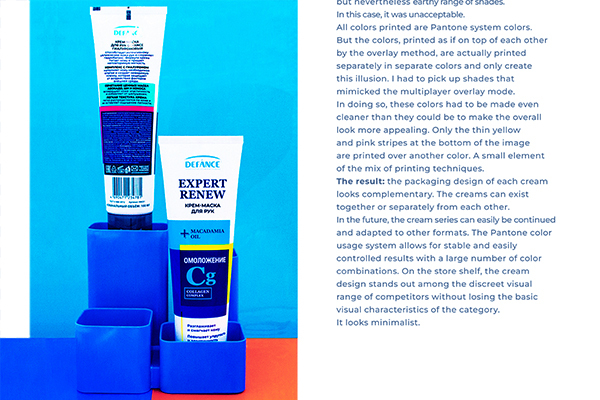 DEFANCE
КРЕМ-МАСКА
ДЛЯ РУК
DEFANCE
EXPERT
RENEW
КРЕМ-МАСКА
ДЛЯ РУК
+ MACADAMIA
OIL
ОМОЛОЖЕНИЕ
Cg
COLLAGEN
COMPLEX
Разглаживает
и смягчает кожу
but nevertheless earthy range of shades.
In this case, it was unacceptable.
All colors printed are Pantone system colors.
But the colors, printed as if on top of each other
by the overlay method, are actually printed
separately in separate colors and only create
this illusion. I had to pick up shades that
mimicked the multiplayer overlay mode.
In doing so, these colors had to be made even
cleaner than they could be to make the overall
look more appealing. Only the thin yellow
and pink stripes at the bottom of the image
are printed over another color. A small element
of the mix of printing techniques.
The result: the packaging design of each cream
looks complementary. The creams can exist
together or separately from each other.
In the future, the cream series can easily be continued
and adapted to other formats. The Pantone color
usage system allows for stable and easily
controlled results with a large number of color
combinations. On the store shelf, the cream
design stands out among the discreet visual
range of competitors without losing the basic
visual characteristics of the category.
It looks minimalist.